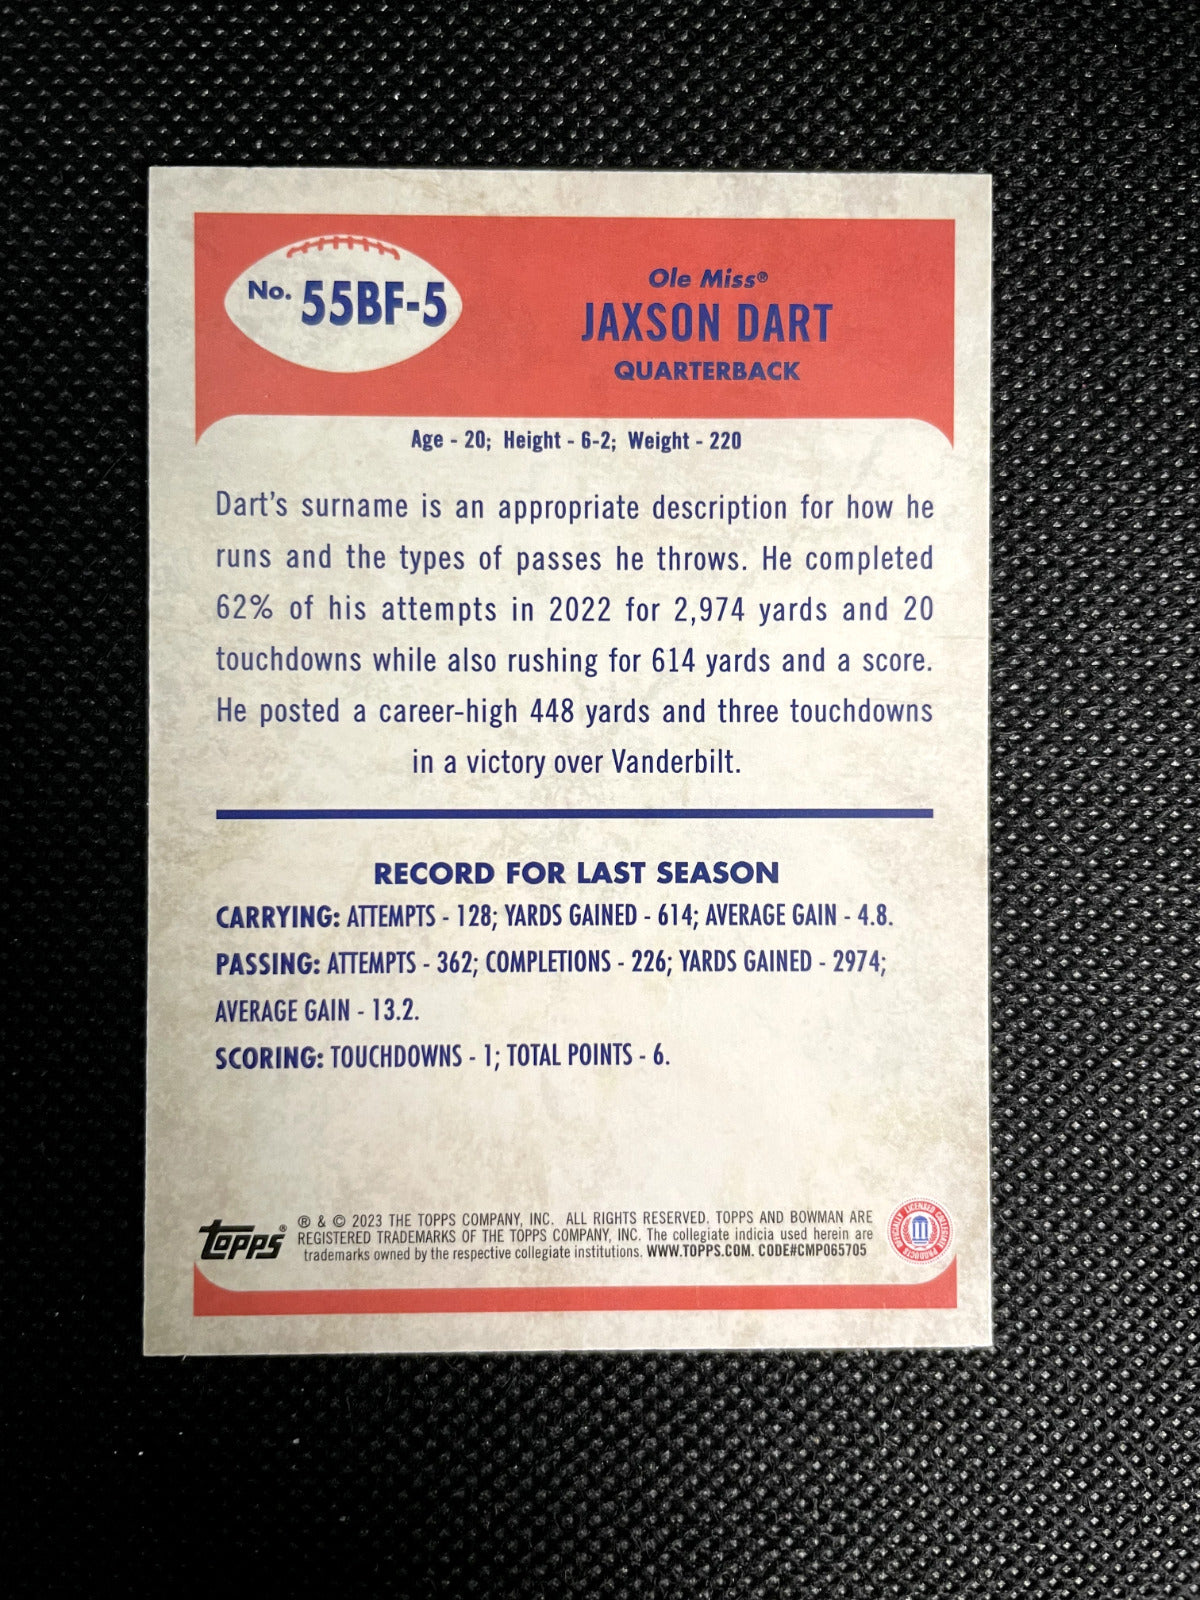 No. 55BF-5
Ole Miss®
JAXSON DART
QUARTERBACK
Age - 20; Height - 6-2; Weight - 220
Dart's surname is an appropriate description for how he
runs and the types of passes he throws. He completed
62% of his attempts in 2022 for 2,974 yards and 20
touchdowns while also rushing for 614 yards and a score.
He posted a career-high 448 yards and three touchdowns
in a victory over Vanderbilt.
RECORD FOR LAST SEASON
CARRYING: ATTEMPTS - 128; YARDS GAINED - 614; AVERAGE GAIN - 4.8.
PASSING: ATTEMPTS - 362; COMPLETIONS - 226; YARDS GAINED - 2974;
AVERAGE GAIN - 13.2.
SCORING: TOUCHDOWNS - 1; TOTAL POINTS - 6.
Topps®
® & © 2023 THE TOPPS COMPANY, INC. ALL RIGHTS RESERVED. TOPPS AND BOWMAN ARE
REGISTERED TRADEMARKS OF THE TOPPS COMPANY, INC. The collegiate indicia used herein are
trademarks owned by the respective collegiate institutions. WWW.TOPPS.COM. CODE#CMP065705
OFFICIALLY LICENSED COLLEGIATE PRODUCTS